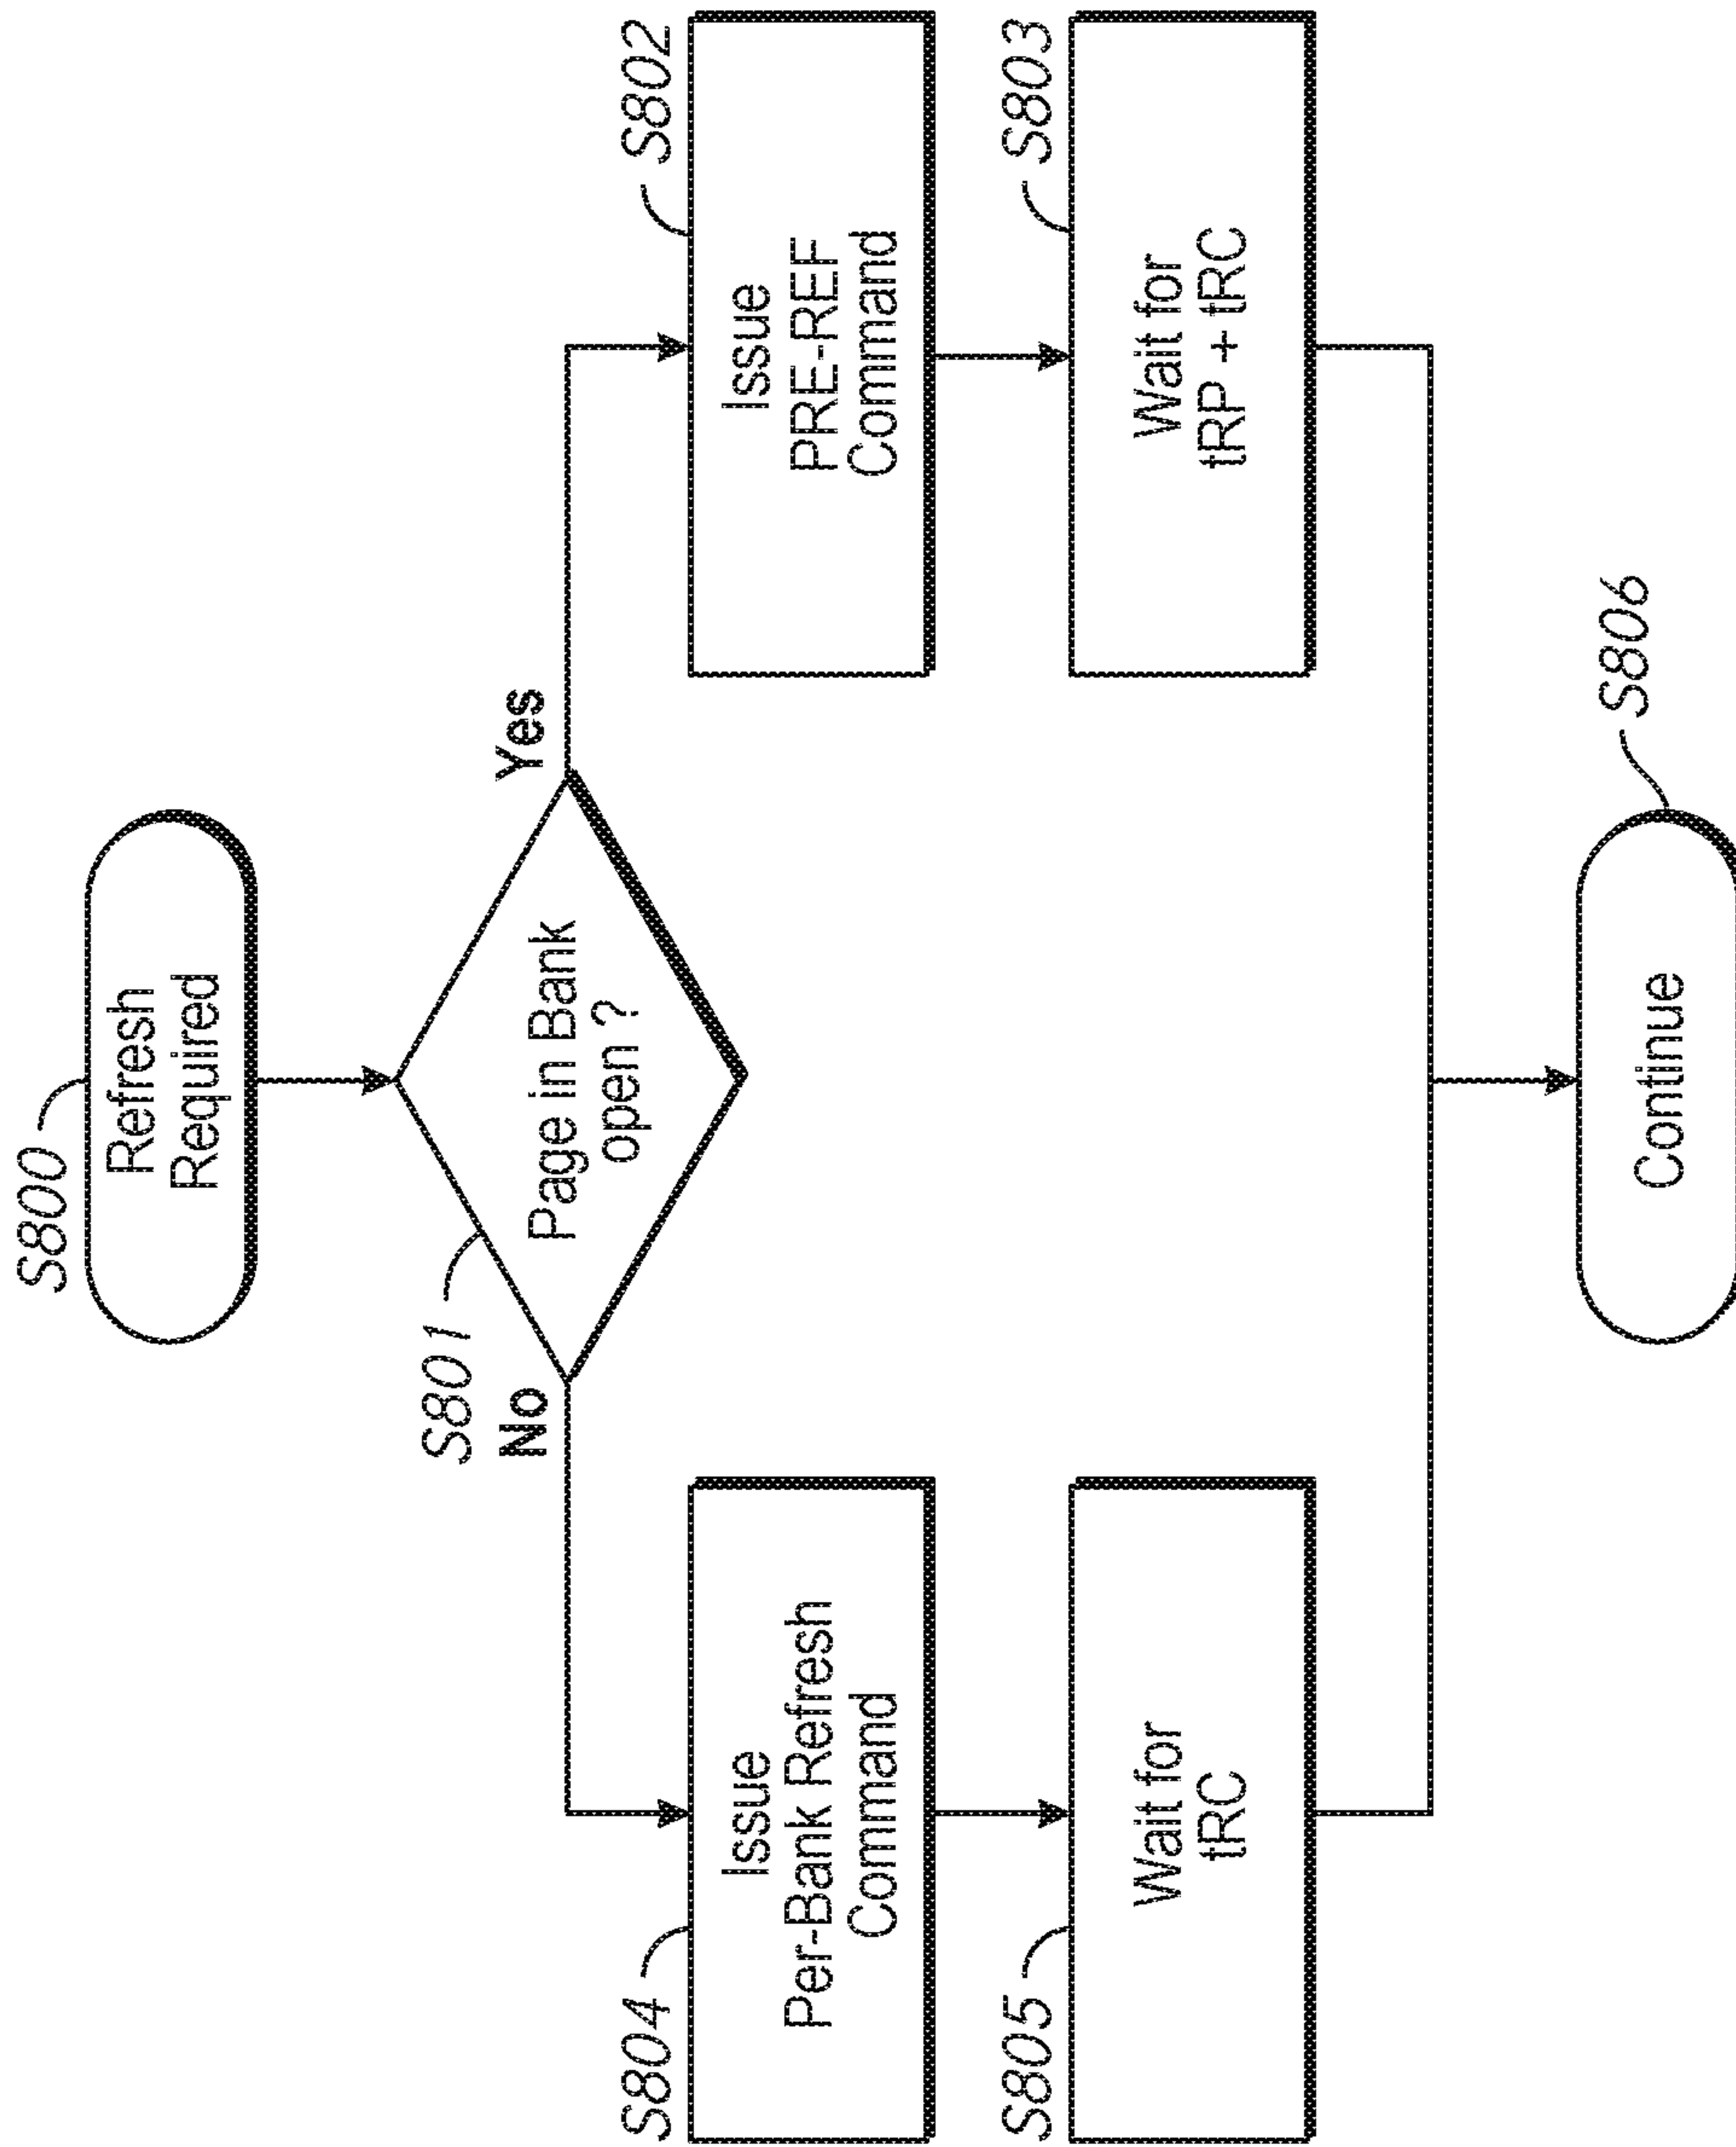 S800
Refresh
Required
S801
Page in Bank
open ?
No
Yes
S804
Issue
Per-Bank Refresh
Command
S802
Issue
PRE-REF
Command
S805
Wait for
tRC
S803
Wait for
tRP + tRC
S806
Continue